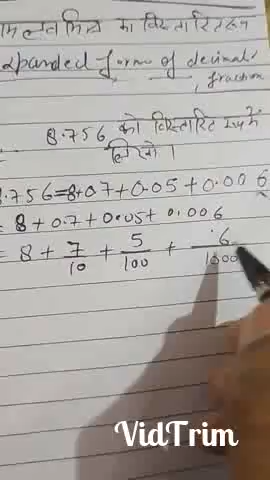 दशमलव भिन्न का विस्तारित रूप
expanded form of decimal
fraction
8.756 को विस्तारित रूप में
लिखो।
8.756=8+0.7+0.05+0.006
= 8+0.7+0.05+0.006
= 8 + 7/10 + 5/100 + 6/1000
VidTrim